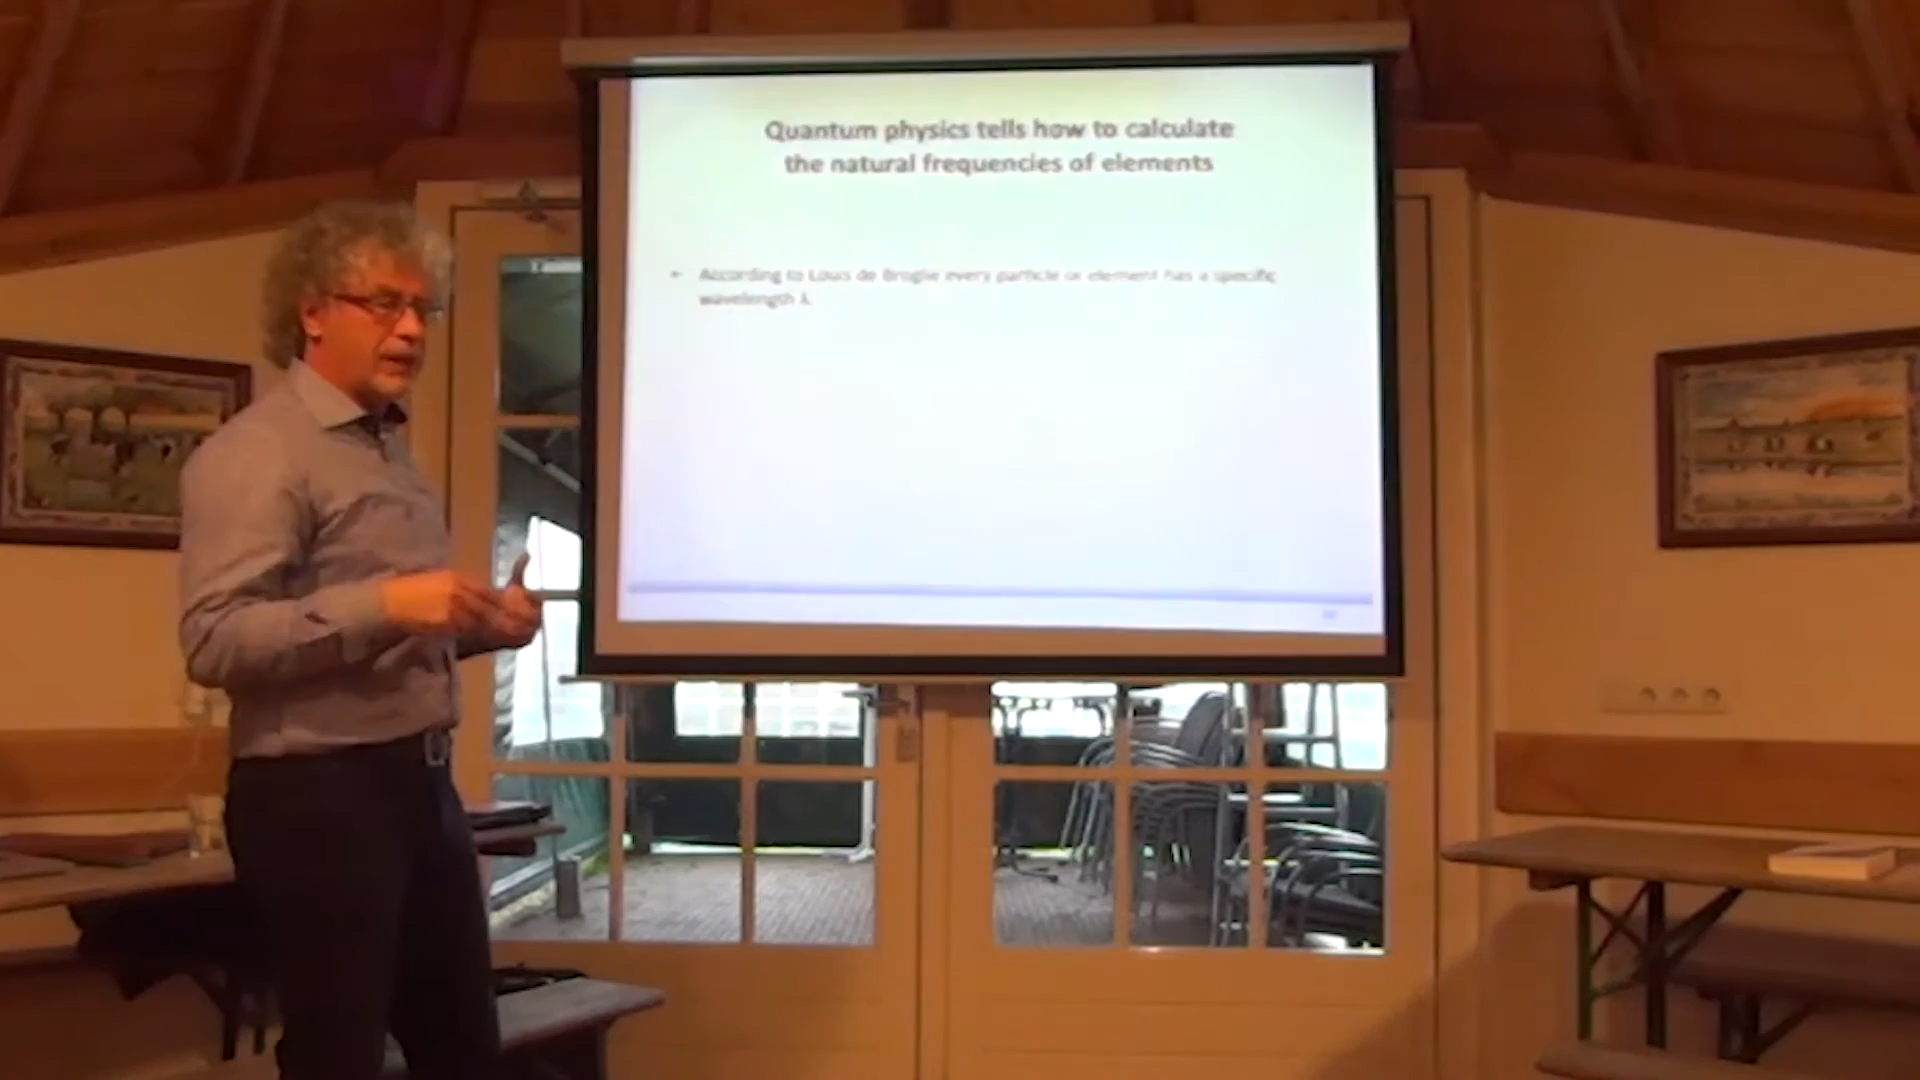 Quantum physics tells how to calculate
the natural frequencies of elements
According to Louis de Broglie every particle or element has a specific
wavelength λ